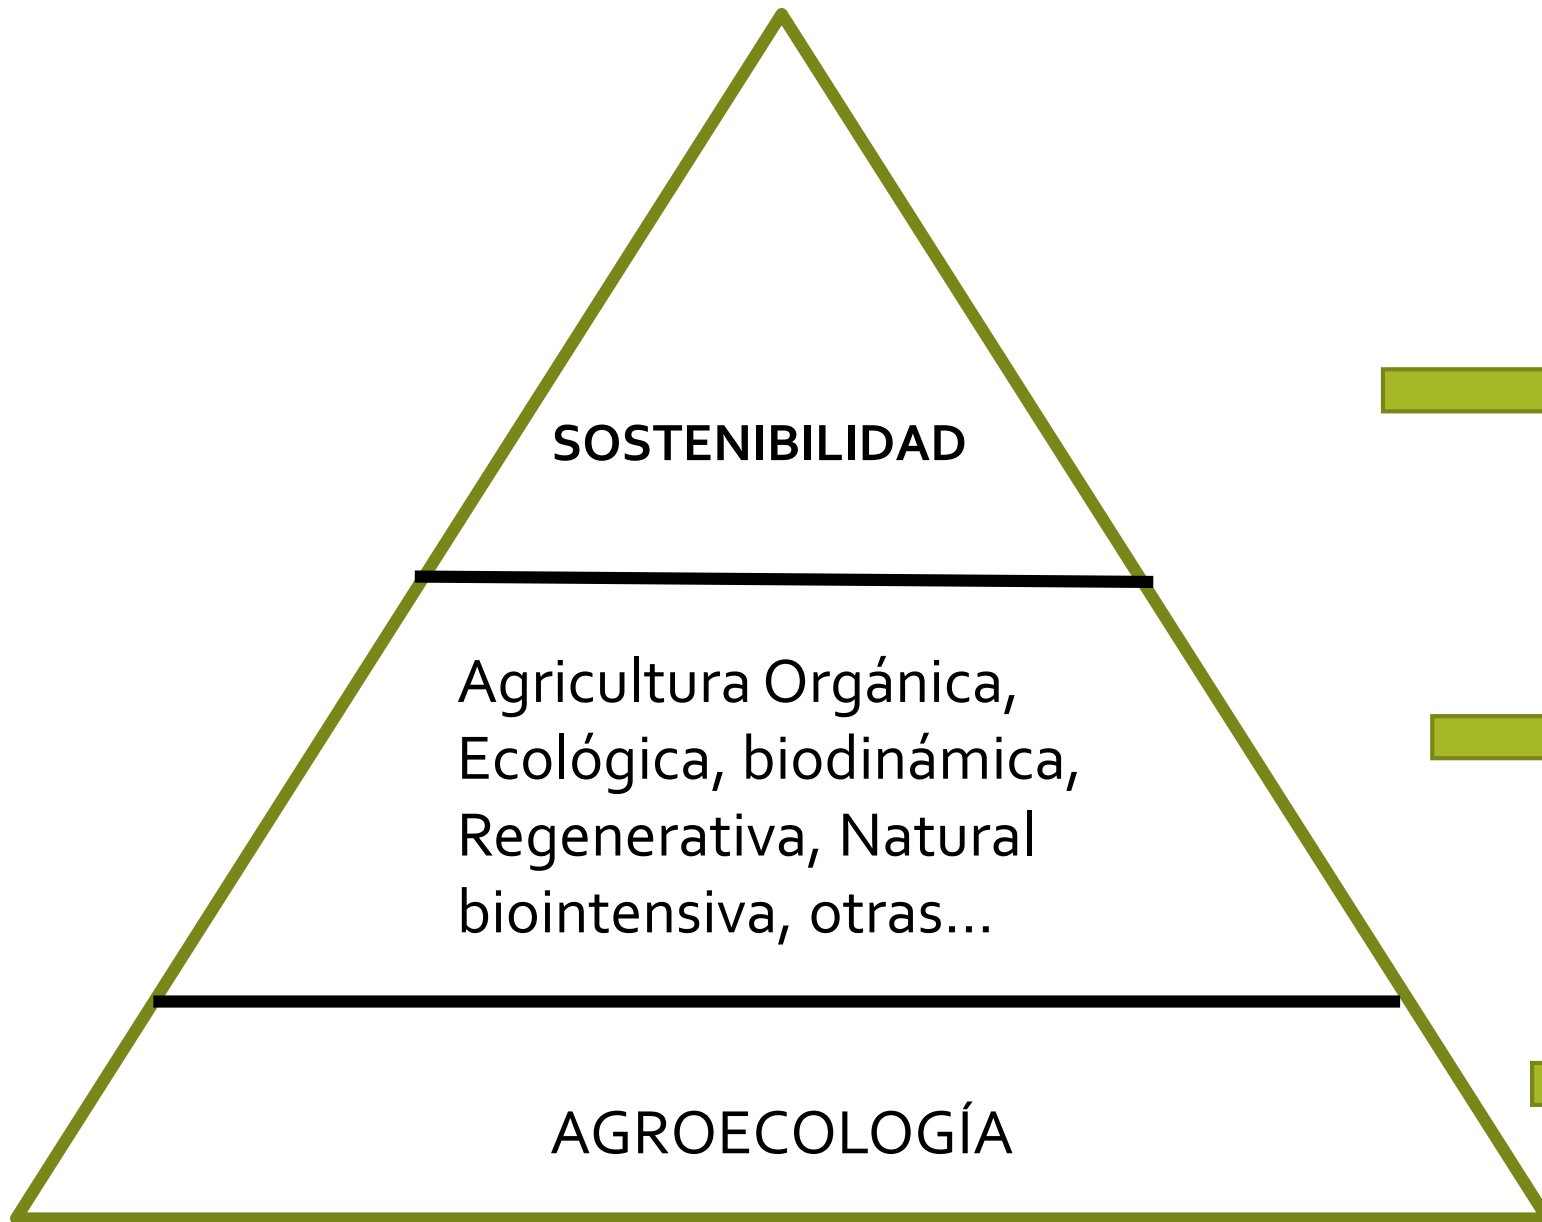 SOSTENIBILIDAD
Agricultura Orgánica,
Ecológica, biodinámica,
Regenerativa, Natural
biointensiva, otras...
AGROECOLOGÍA